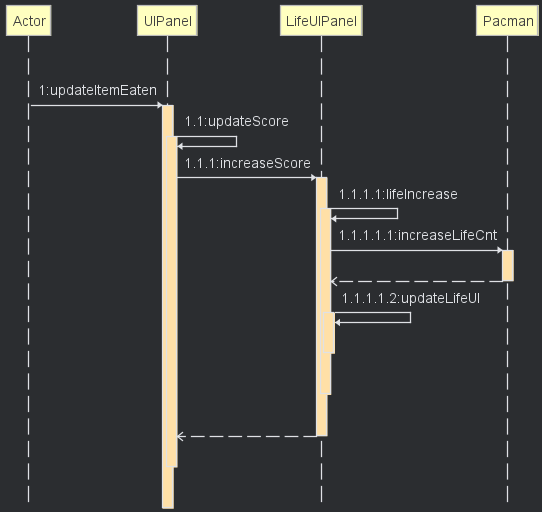 Actor UIPanel LifeUIPanel Pacman
1:updateItemEaten
1.1:updateScore
1.1.1:increaseScore
1.1.1.1:lifeIncrease
1.1.1.1.1:increaseLifeCnt
1.1.1.1.2:updateLifeUI